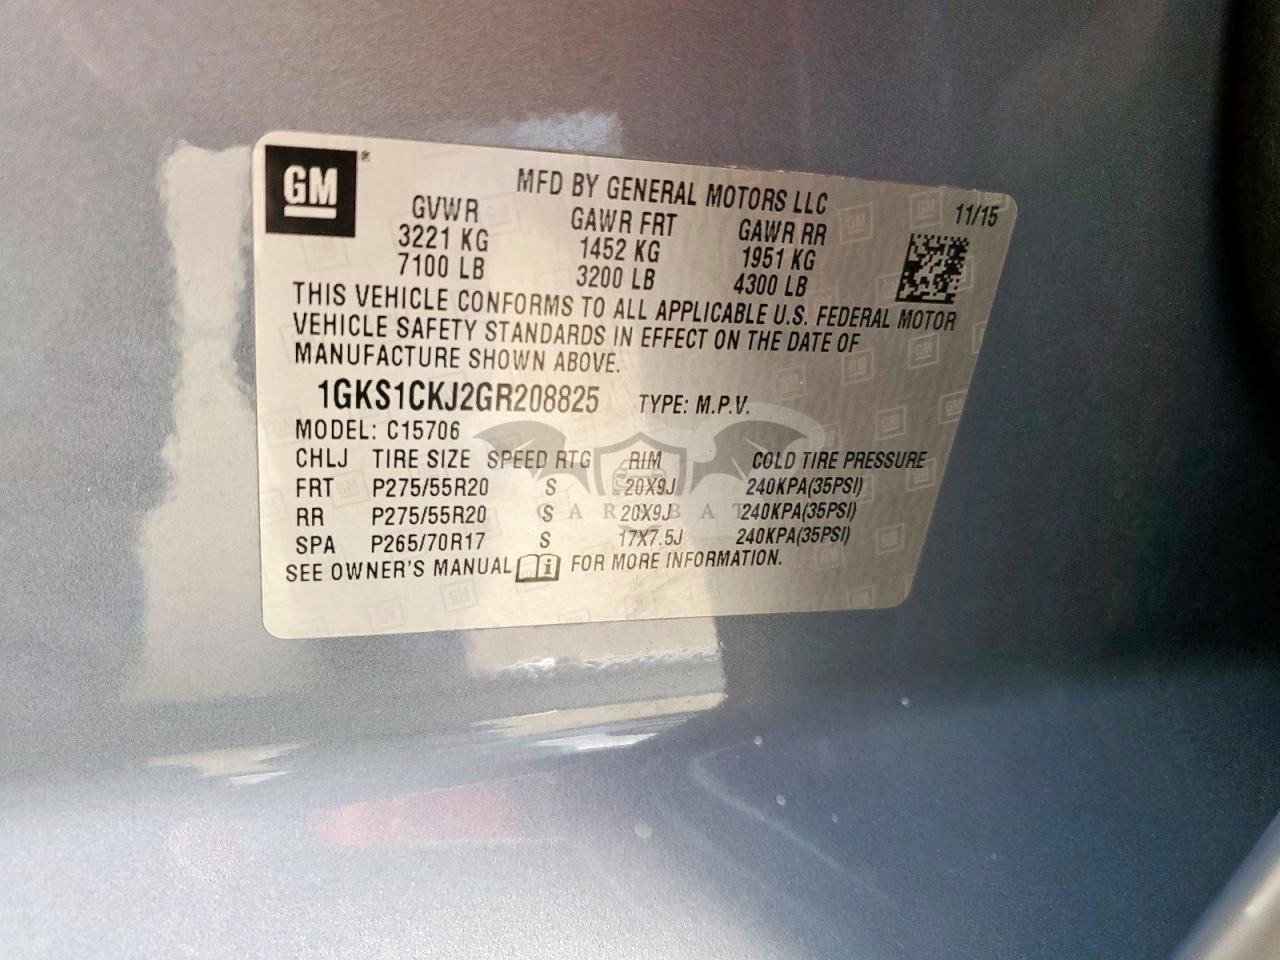 GM ®
MFD BY GENERAL MOTORS LLC
11/15
GVWR GAWR FRT GAWR RR
3221 KG 1452 KG 1951 KG
7100 LB 3200 LB 4300 LB
THIS VEHICLE CONFORMS TO ALL APPLICABLE U.S. FEDERAL MOTOR
VEHICLE SAFETY STANDARDS IN EFFECT ON THE DATE OF
MANUFACTURE SHOWN ABOVE.
1GKS1CKJ2GR208825 TYPE: M.P.V.
MODEL: C15706
CHLJ TIRE SIZE SPEED RTG RIM COLD TIRE PRESSURE
FRT P275/55R20 S 20X9J 240KPA(35PSI)
RR P275/55R20 S 20X9J 240KPA(35PSI)
CAR BAT
SPA P265/70R17 S 17X7.5J 240KPA(35PSI)
SEE OWNER'S MANUAL FOR MORE INFORMATION.